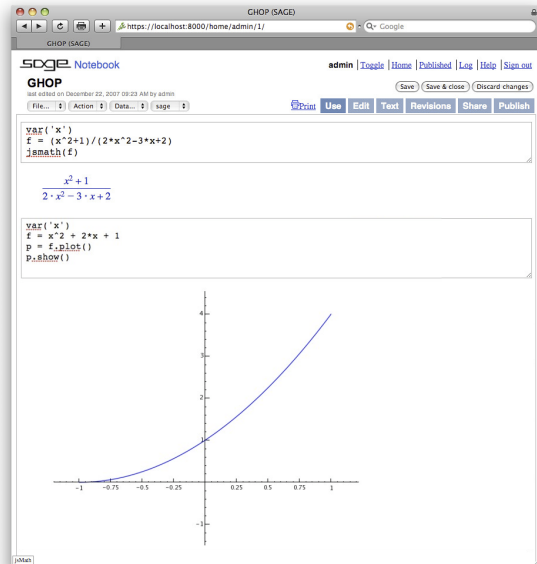 GHOP (SAGE)
https://localhost:8000/home/admin/1/
Google
GHOP (SAGE)
SAGE Notebook
admin | Toggle | Home | Published | Log | Help | Sign out
GHOP
Save Save & close Discard changes
last edited on December 22, 2007 09:23 AM by admin
File... Action Data... sage
Print Use Edit Text Revisions Share Publish
var('x')
f = (x^2+1)/(2*x^2-3*x+2)
jsmath(f)
x² + 1
2 · x² − 3 · x + 2
var('x')
f = x^2 + 2*x + 1
p = f.plot()
p.show()
4
3
2
1
-1 -0.75 -0.5 -0.25 0.25 0.5 0.75 1
-1
jsMath